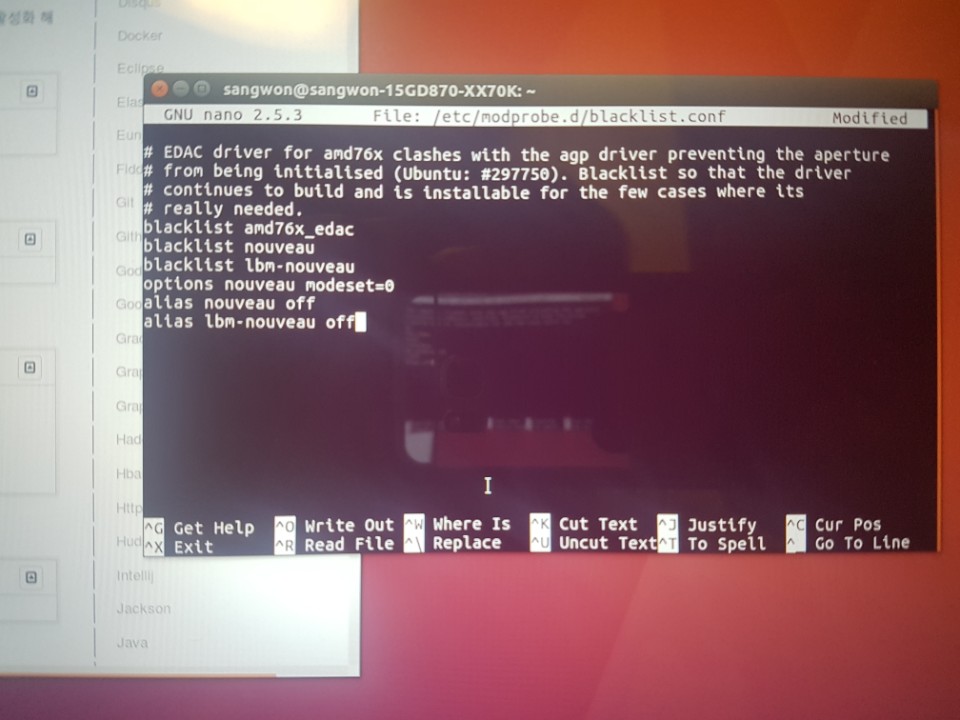 성화 해
Disqus
Docker
Eclipse
sangwon@sangwon-15GD870-XX70K: ~
GNU nano 2.5.3 File: /etc/modprobe.d/blacklist.conf Modified
# EDAC driver for amd76x clashes with the agp driver preventing the aperture
# from being initialised (Ubuntu: #297750). Blacklist so that the driver
# continues to build and is installable for the few cases where its
# really needed.
blacklist amd76x_edac
blacklist nouveau
blacklist lbm-nouveau
options nouveau modeset=0
alias nouveau off
alias lbm-nouveau off
Elas
Eun
Fidd
Git
Gith
God
Goo
Grad
Grap
Grap
Had
Hba
Http
Hud
^G Get Help ^O Write Out ^W Where Is ^K Cut Text ^J Justify ^C Cur Pos
^X Exit ^R Read File ^\ Replace ^U Uncut Text ^T To Spell ^_ Go To Line
Intellij
Jackson
Java